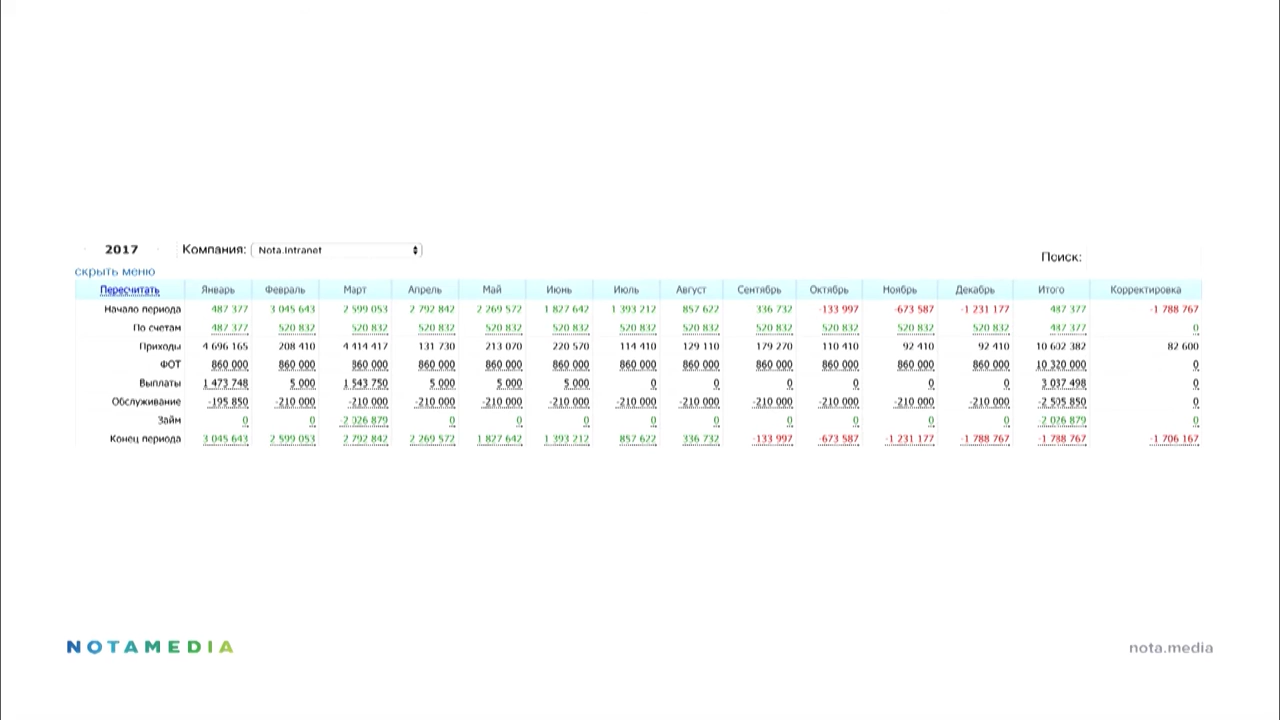 2017 Компания: Nota.Intranet
Поиск:
скрыть меню
Пересчитать Январь Февраль Март Апрель Май Июнь Июль Август Сентябрь Октябрь Ноябрь Декабрь Итого Корректировка
Начало периода 487 377 3 045 643 2 599 053 2 792 842 2 269 572 1 827 642 1 393 212 857 622 336 732 -133 997 -673 587 -1 231 177 487 377 -1 788 767
По счетам 487 377 520 832 520 832 520 832 520 832 520 832 520 832 520 832 520 832 520 832 520 832 520 832 487 377 0
Приходы 4 696 165 208 410 4 414 417 131 730 213 070 220 570 114 410 129 110 179 270 110 410 92 410 92 410 10 602 382 82 600
ФОТ 860 000 860 000 860 000 860 000 860 000 860 000 860 000 860 000 860 000 860 000 860 000 860 000 10 320 000 0
Выплаты 1 473 748 5 000 1 543 750 5 000 5 000 5 000 0 0 0 0 0 0 3 037 498 0
Обслуживание -195 850 -210 000 -210 000 -210 000 -210 000 -210 000 -210 000 -210 000 -210 000 -210 000 -210 000 -210 000 -2 505 850 0
Займ 0 0 -2 026 879 0 0 0 0 0 0 0 0 0 -2 026 879 0
Конец периода 3 045 643 2 599 053 2 792 842 2 269 572 1 827 642 1 393 212 857 622 336 732 -133 997 -673 587 -1 231 177 -1 788 767 -1 788 767 -1 706 167
NOTAMEDIA
nota.media